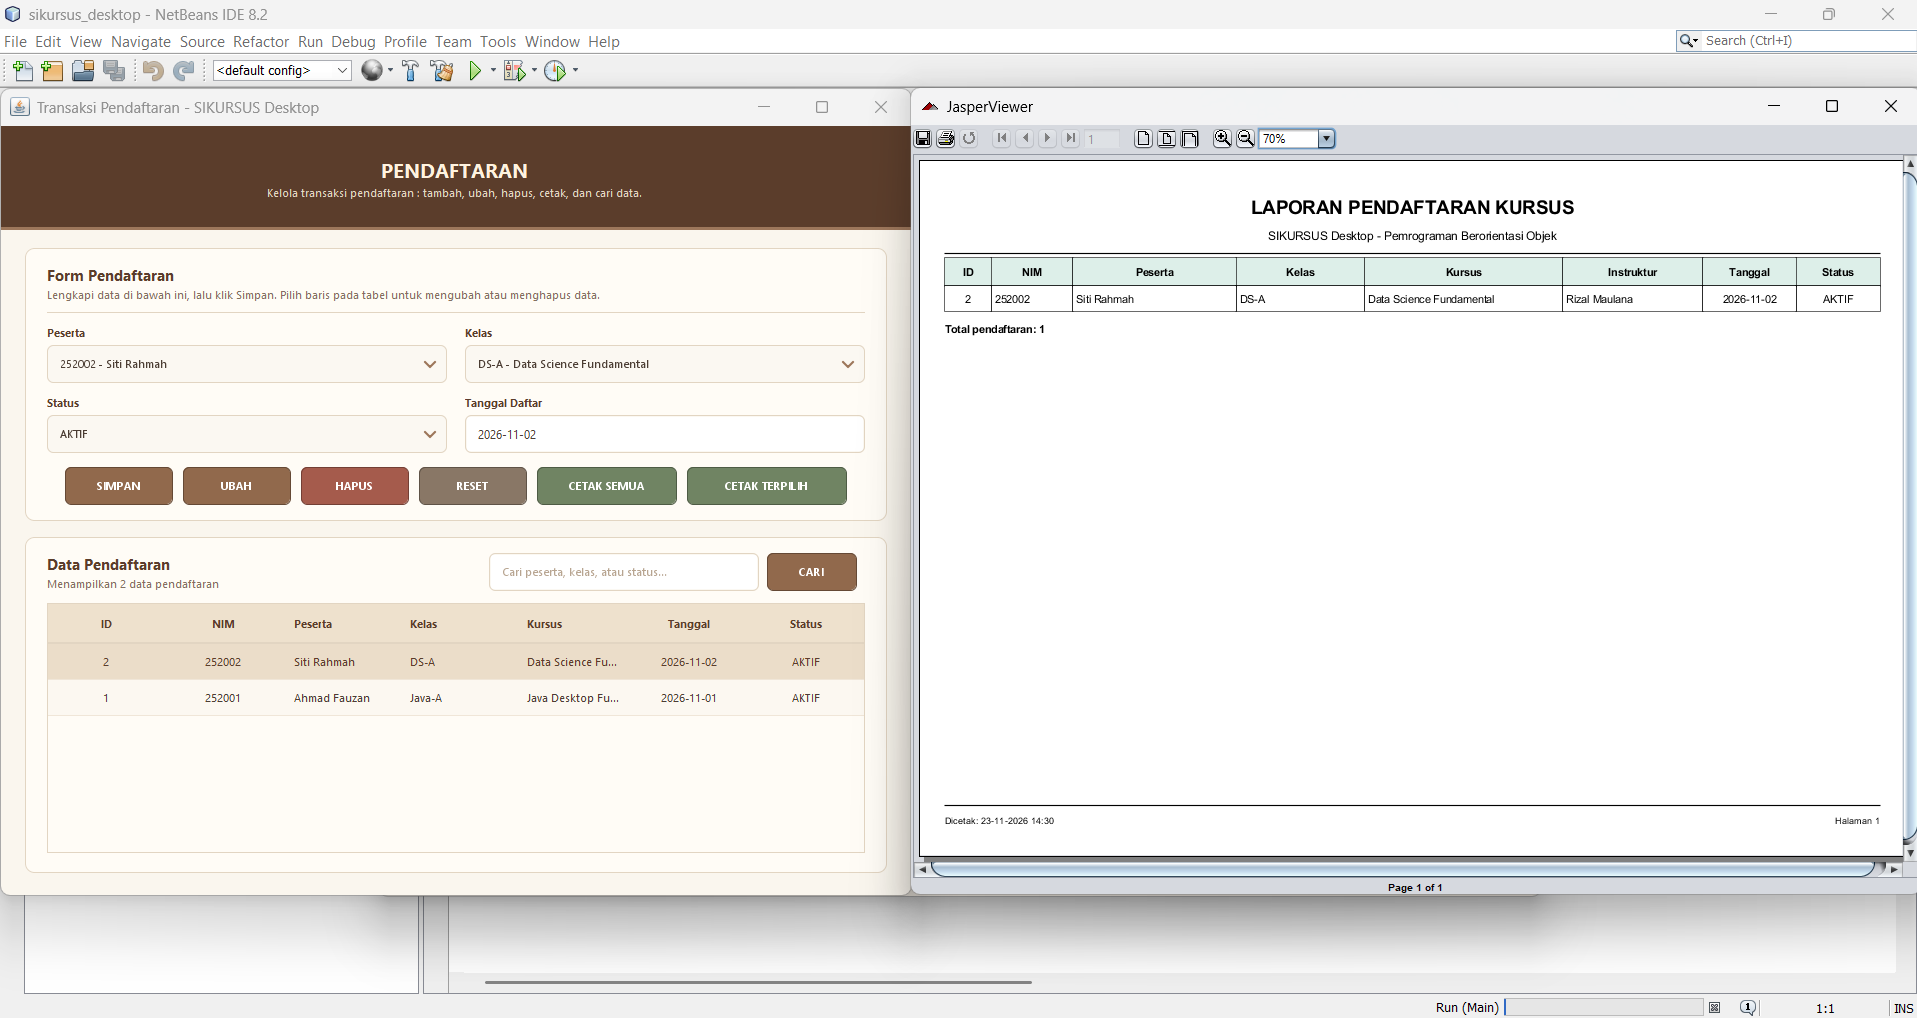 sikursus_desktop - NetBeans IDE 8.2
File Edit View Navigate Source Refactor Run Debug Profile Team Tools Window Help
Search (Ctrl+I)
<default config>
Transaksi Pendaftaran - SIKURSUS Desktop
PENDAFTARAN
Kelola transaksi pendaftaran : tambah, ubah, hapus, cetak, dan cari data.
Form Pendaftaran
Lengkapi data di bawah ini, lalu klik Simpan. Pilih baris pada tabel untuk mengubah atau menghapus data.
Peserta Kelas
252002 - Siti Rahmah DS-A - Data Science Fundamental
Status Tanggal Daftar
AKTIF 2026-11-02
SIMPAN UBAH HAPUS RESET CETAK SEMUA CETAK TERPILIH
Data Pendaftaran
Menampilkan 2 data pendaftaran
Cari peserta, kelas, atau status... CARI
ID NIM Peserta Kelas Kursus Tanggal Status
2 252002 Siti Rahmah DS-A Data Science Fu... 2026-11-02 AKTIF
1 252001 Ahmad Fauzan Java-A Java Desktop Fu... 2026-11-01 AKTIF
JasperViewer
1 70%
LAPORAN PENDAFTARAN KURSUS
SIKURSUS Desktop - Pemrograman Berorientasi Objek
ID NIM Peserta Kelas Kursus Instruktur Tanggal Status
2 252002 Siti Rahmah DS-A Data Science Fundamental Rizal Maulana 2026-11-02 AKTIF
Total pendaftaran: 1
Dicetak: 23-11-2026 14:30 Halaman 1
Page 1 of 1
Run (Main) 1 1:1 INS